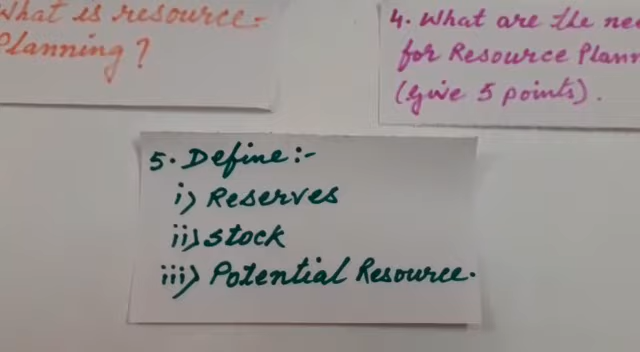 What is resource-
Planning?
4. What are the
for Resource
(Give 5 points).
5. Define:-
i) Reserves
ii) Stock
iii) Potential Resource.